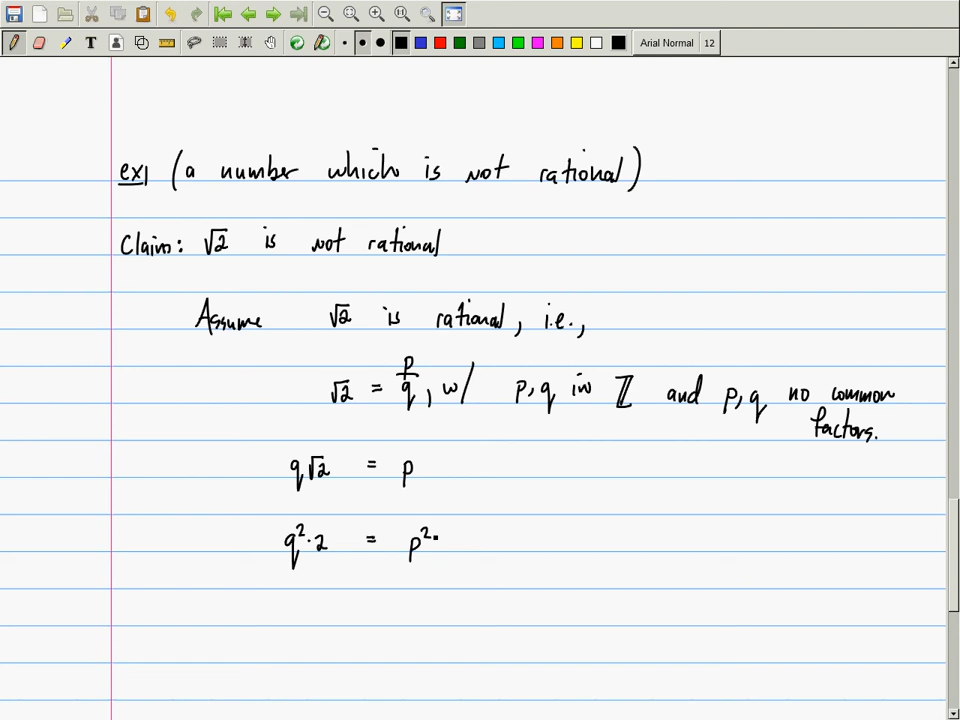 Arial Normal 12
ex1 (a number which is not rational)
Claim: √2 is not rational
Assume √2 is rational, i.e.,
√2 = p/q, w/ p, q in ℤ and p, q no common
factors.
q√2 = p
q²·2 = p²